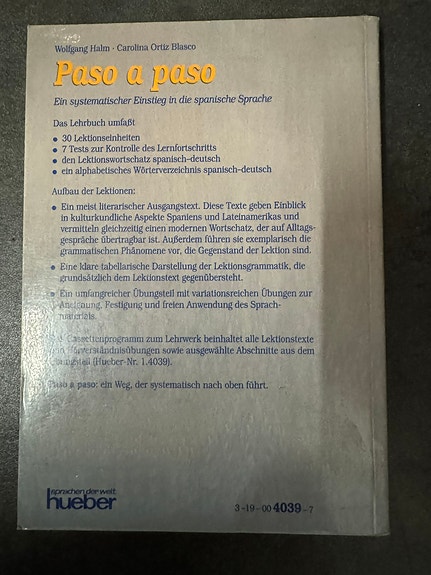 Wolfgang Halm · Carolina Ortiz Blasco
Paso a paso
Ein systematischer Einstieg in die spanische Sprache
Das Lehrbuch umfaßt
● 30 Lektionseinheiten
● 7 Tests zur Kontrolle des Lernfortschritts
● den Lektionswortschatz spanisch-deutsch
● ein alphabetisches Wörterverzeichnis spanisch-deutsch
Aufbau der Lektionen:
● Ein meist literarischer Ausgangstext. Diese Texte geben Einblick
in kulturkundliche Aspekte Spaniens und Lateinamerikas und
vermitteln gleichzeitig einen modernen Wortschatz, der auf Alltags-
gespräche übertragbar ist. Außerdem führen sie exemplarisch die
grammatischen Phänomene vor, die Gegenstand der Lektion sind.
● Eine klare tabellarische Darstellung der Lektionsgrammatik, die
grundsätzlich dem Lektionstext gegenübersteht.
● Ein umfangreicher Übungsteil mit variationsreichen Übungen zur
Aneignung, Festigung und freien Anwendung des Sprach-
materials.
Cassettenprogramm zum Lehrwerk beinhaltet alle Lektionstexte
Hörverständnisübungen sowie ausgewählte Abschnitte aus dem
Übungsteil (Hueber-Nr. 1.4039).
Paso a paso: ein Weg, der systematisch nach oben führt.
sprachen der welt
hueber
3-19-00 4039-7